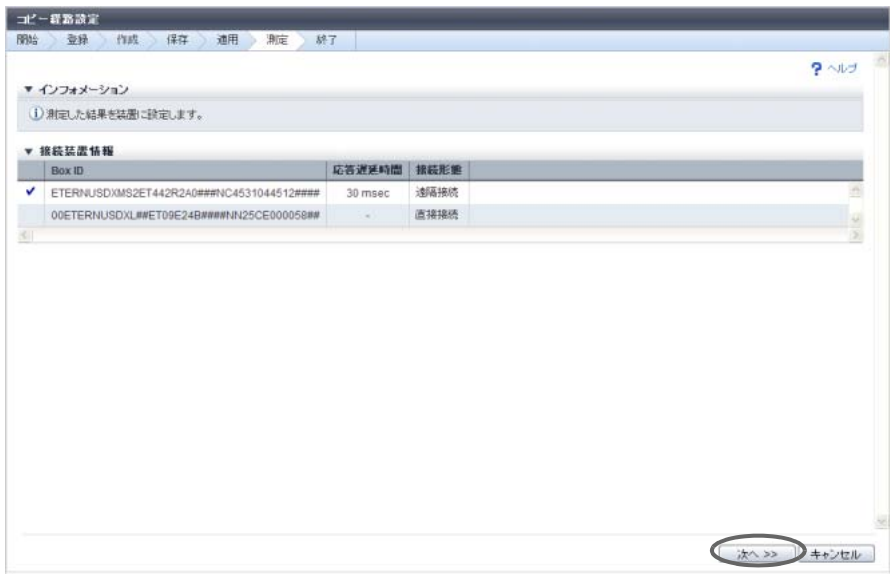 コピー経路設定
開始 登録 作成 保存 適用 測定 終了
? ヘルプ
▼ インフォメーション
測定した結果を装置に設定します。
▼ 接続装置情報
Box ID 応答遅延時間 接続形態
✔ ETERNUSDXMS2ET442R2A0###NC4531044512#### 30 msec 遠隔接続
00ETERNUSDXL##ET09E24B####NN25CE000058## - 直接接続
次へ >> キャンセル